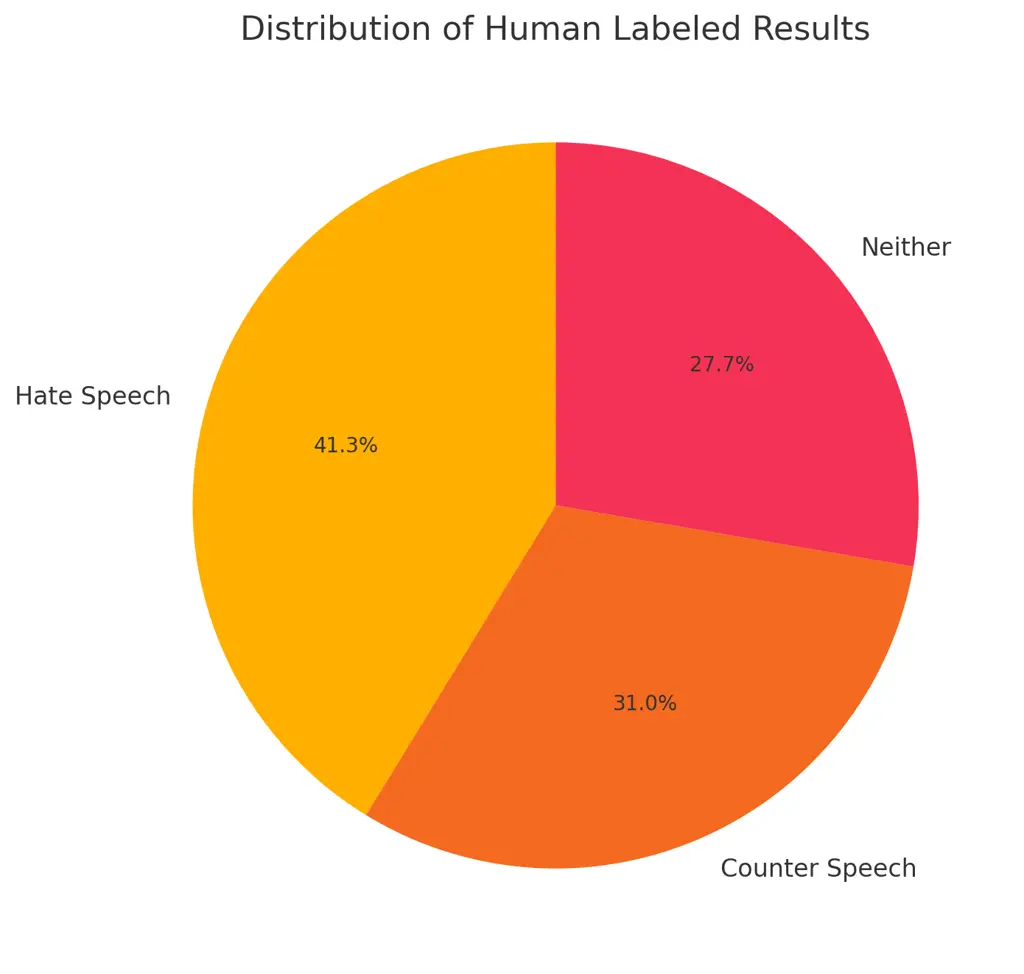 Distribution of Human Labeled Results
Neither
27.7%
Hate Speech
41.3%
31.0%
Counter Speech